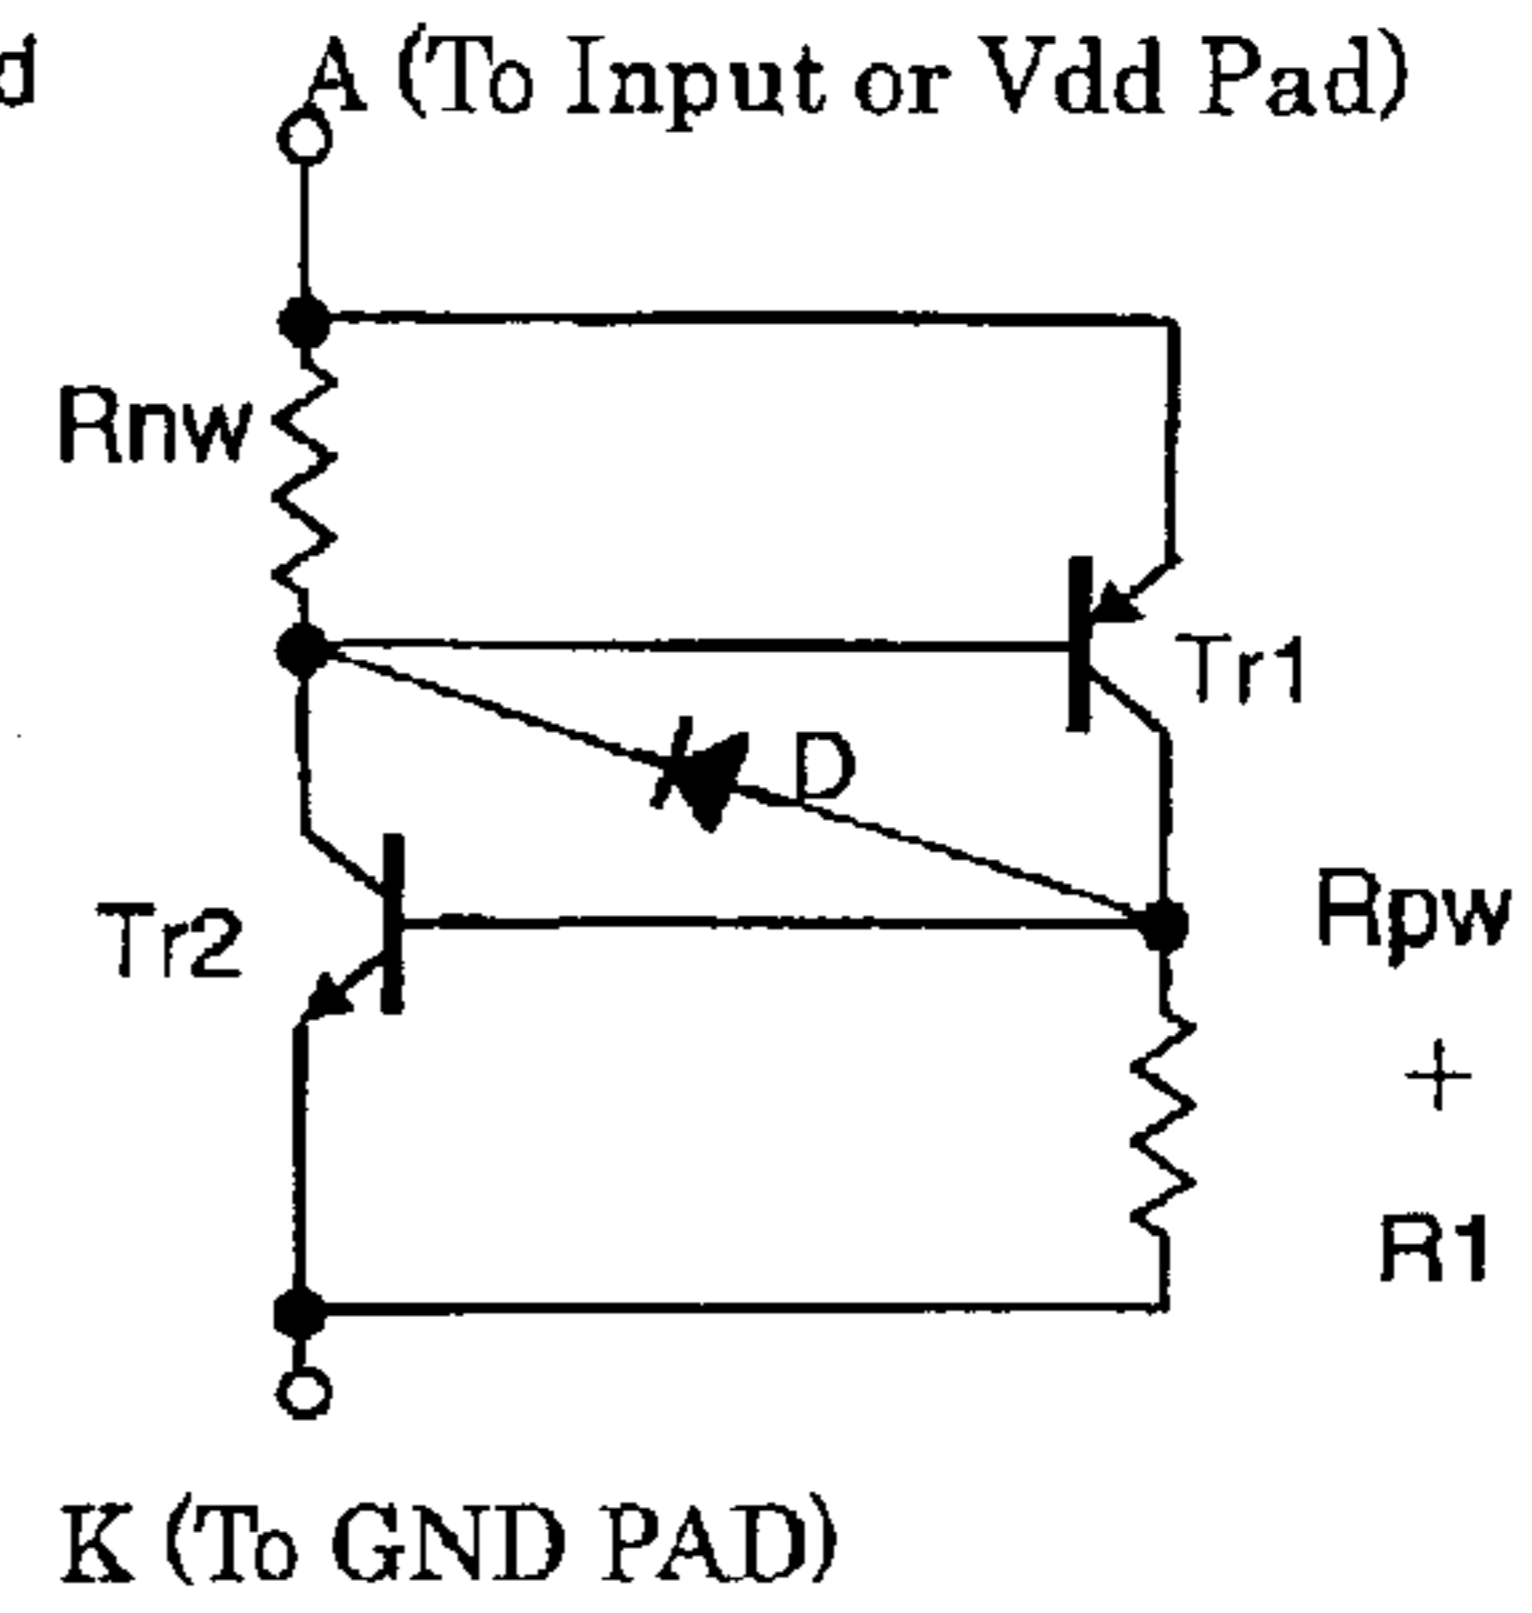 d
A (To Input or Vdd Pad)
Rnw
Tr1
D
Rpw
Tr2
+
R1
K (To GND PAD)